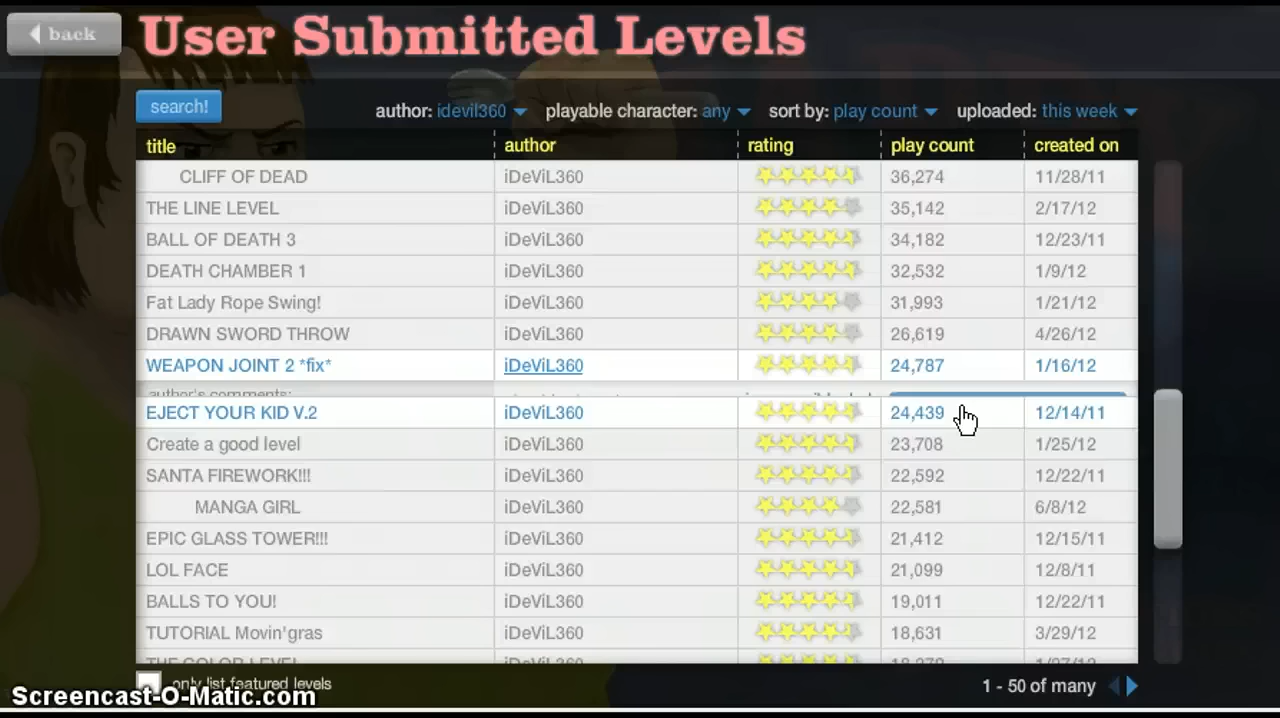 back
User Submitted Levels
search! author: idevil360 playable character: any sort by: play count uploaded: this week
title author rating play count created on
CLIFF OF DEAD iDeViL360 36,274 11/28/11
THE LINE LEVEL iDeViL360 35,142 2/17/12
BALL OF DEATH 3 iDeViL360 34,182 12/23/11
DEATH CHAMBER 1 iDeViL360 32,532 1/9/12
Fat Lady Rope Swing! iDeViL360 31,993 1/21/12
DRAWN SWORD THROW iDeViL360 26,619 4/26/12
WEAPON JOINT 2 *fix* iDeViL360 24,787 1/16/12
author's comments:
EJECT YOUR KID V.2 iDeViL360 24,439 12/14/11
Create a good level iDeViL360 23,708 1/25/12
SANTA FIREWORK!!! iDeViL360 22,592 12/22/11
MANGA GIRL iDeViL360 22,581 6/8/12
EPIC GLASS TOWER!!! iDeViL360 21,412 12/15/11
LOL FACE iDeViL360 21,099 12/8/11
BALLS TO YOU! iDeViL360 19,011 12/22/11
TUTORIAL Movin'gras iDeViL360 18,631 3/29/12
THE COLOR LEVEL iDeViL360
only list featured levels 1 - 50 of many
Screencast-O-Matic.com